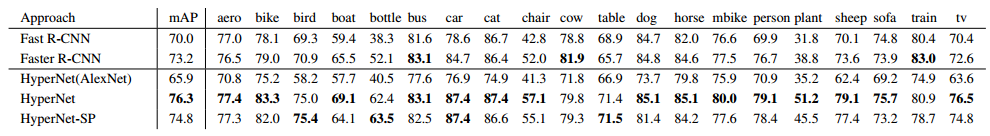 Approach mAP aero bike bird boat bottle bus car cat chair cow table dog horse mbike person plant sheep sofa train tv
Fast R-CNN 70.0 77.0 78.1 69.3 59.4 38.3 81.6 78.6 86.7 42.8 78.8 68.9 84.7 82.0 76.6 69.9 31.8 70.1 74.8 80.4 70.4
Faster R-CNN 73.2 76.5 79.0 70.9 65.5 52.1 83.1 84.7 86.4 52.0 81.9 65.7 84.8 84.6 77.5 76.7 38.8 73.6 73.9 83.0 72.6
HyperNet(AlexNet) 65.9 70.8 75.2 58.2 57.7 40.5 77.6 76.9 74.9 41.3 71.8 66.9 73.7 79.8 75.9 70.9 35.2 62.4 69.2 74.9 63.6
HyperNet 76.3 77.4 83.3 75.0 69.1 62.4 83.1 87.4 87.4 57.1 79.8 71.4 85.1 85.1 80.0 79.1 51.2 79.1 75.7 80.9 76.5
HyperNet-SP 74.8 77.3 82.0 75.4 64.1 63.5 82.5 87.4 86.6 55.1 79.3 71.5 81.4 84.2 77.6 78.4 45.5 77.4 73.2 78.7 74.8